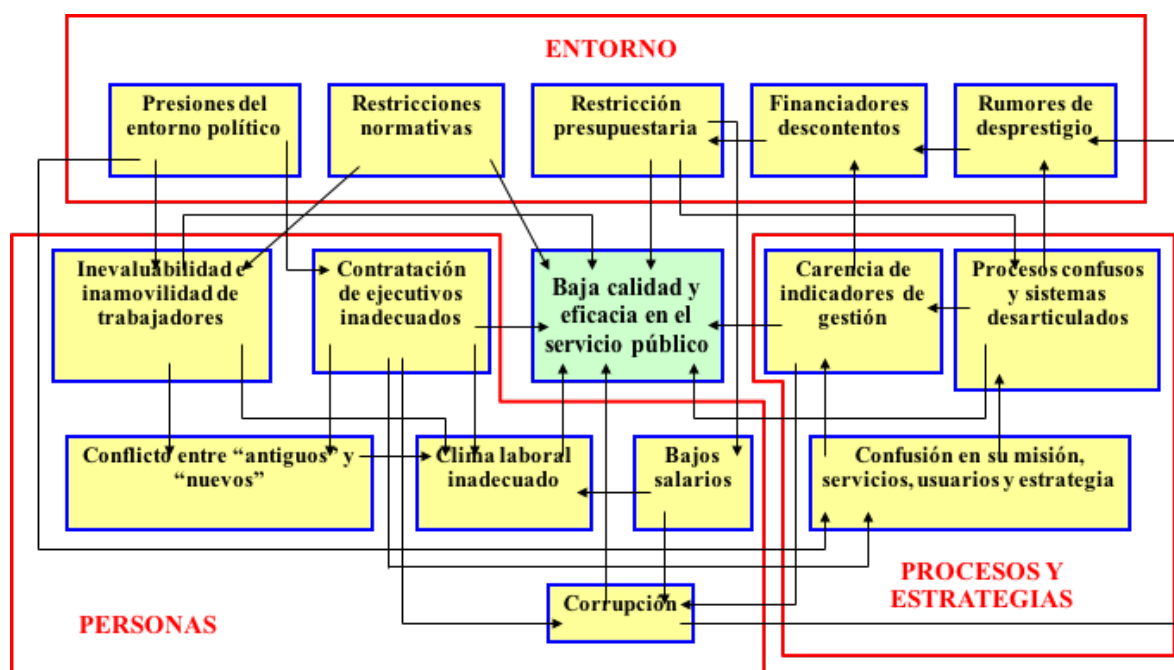 ENTORNO
Presiones del
entorno político
Restricciones
normativas
Restricción
presupuestaria
Financiadores
descontentos
Rumores de
desprestigio
Inevaluabilidad e
inamovilidad de
trabajadores
Contratación
de ejecutivos
inadecuados
Baja calidad y
eficacia en el
servicio público
Carencia de
indicadores de
gestión
Procesos confusos
y sistemas
desarticulados
Conflicto entre “antiguos” y
“nuevos”
Clima laboral
inadecuado
Bajos
salarios
Confusión en su misión,
servicios, usuarios y estrategia
PROCESOS Y
ESTRATEGIAS
Corrupción
PERSONAS